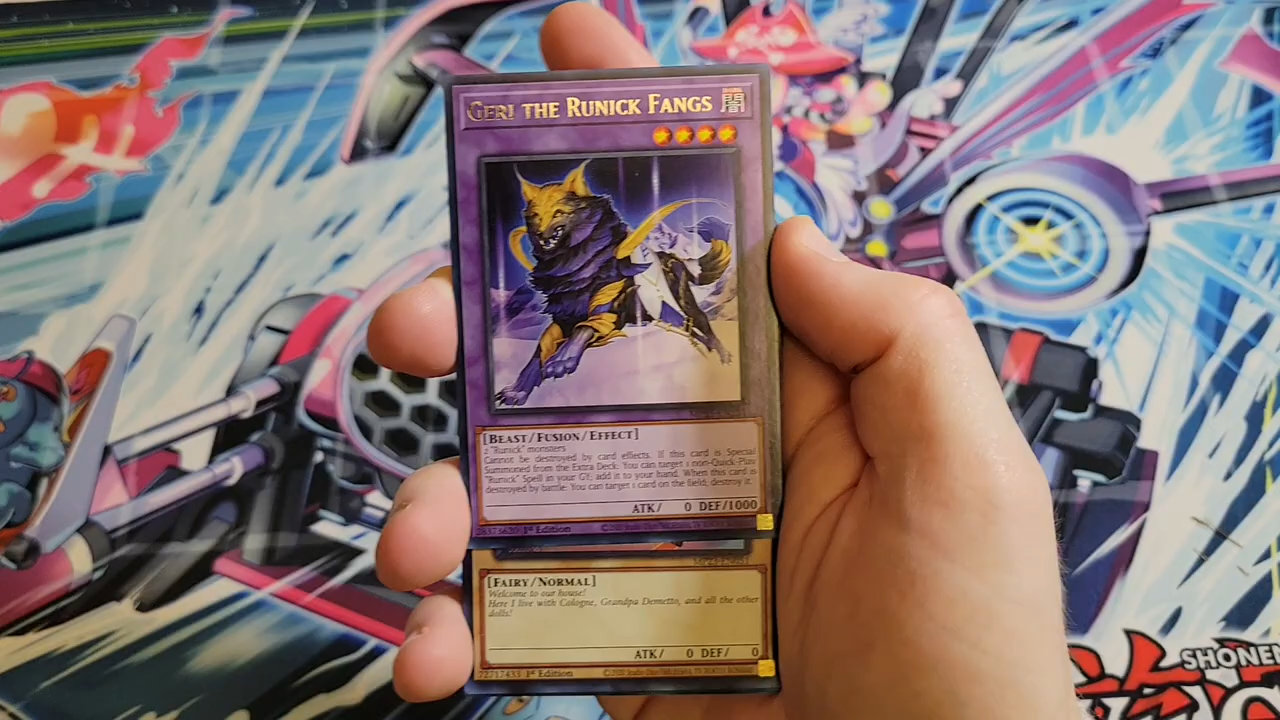 GERI THE RUNICK FANGS
[BEAST/FUSION/EFFECT]
2 "Runick" monsters
Cannot be destroyed by card effects. If this card is Special
Summoned from the Extra Deck: You can target 1 non-Quick-Play
"Runick" Spell in your GY; add it to your hand. When this card is
destroyed by battle: You can target 1 card on the field; destroy it.
ATK/ 0 DEF/1000
1st Edition
[FAIRY/NORMAL]
Welcome to our house!
Here I live with Cologne, Grandpa Demetto, and all the other
dolls!
ATK/ 0 DEF/ 0
72717433 1st Edition
SHONEN